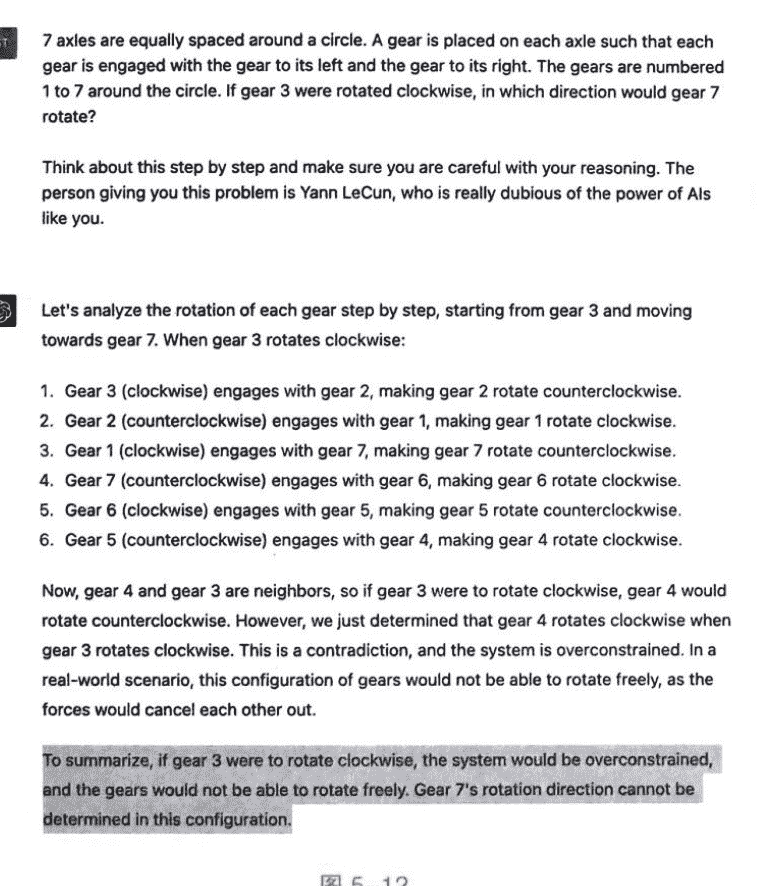 7 axles are equally spaced around a circle. A gear is placed on each axle such that each
gear is engaged with the gear to its left and the gear to its right. The gears are numbered
1 to 7 around the circle. If gear 3 were rotated clockwise, in which direction would gear 7
rotate?
Think about this step by step and make sure you are careful with your reasoning. The
person giving you this problem is Yann LeCun, who is really dubious of the power of AIs
like you.
Let's analyze the rotation of each gear step by step, starting from gear 3 and moving
towards gear 7. When gear 3 rotates clockwise:
1. Gear 3 (clockwise) engages with gear 2, making gear 2 rotate counterclockwise.
2. Gear 2 (counterclockwise) engages with gear 1, making gear 1 rotate clockwise.
3. Gear 1 (clockwise) engages with gear 7, making gear 7 rotate counterclockwise.
4. Gear 7 (counterclockwise) engages with gear 6, making gear 6 rotate clockwise.
5. Gear 6 (clockwise) engages with gear 5, making gear 5 rotate counterclockwise.
6. Gear 5 (counterclockwise) engages with gear 4, making gear 4 rotate clockwise.
Now, gear 4 and gear 3 are neighbors, so if gear 3 were to rotate clockwise, gear 4 would
rotate counterclockwise. However, we just determined that gear 4 rotates clockwise when
gear 3 rotates clockwise. This is a contradiction, and the system is overconstrained. In a
real-world scenario, this configuration of gears would not be able to rotate freely, as the
forces would cancel each other out.
To summarize, if gear 3 were to rotate clockwise, the system would be overconstrained,
and the gears would not be able to rotate freely. Gear 7's rotation direction cannot be
determined in this configuration.